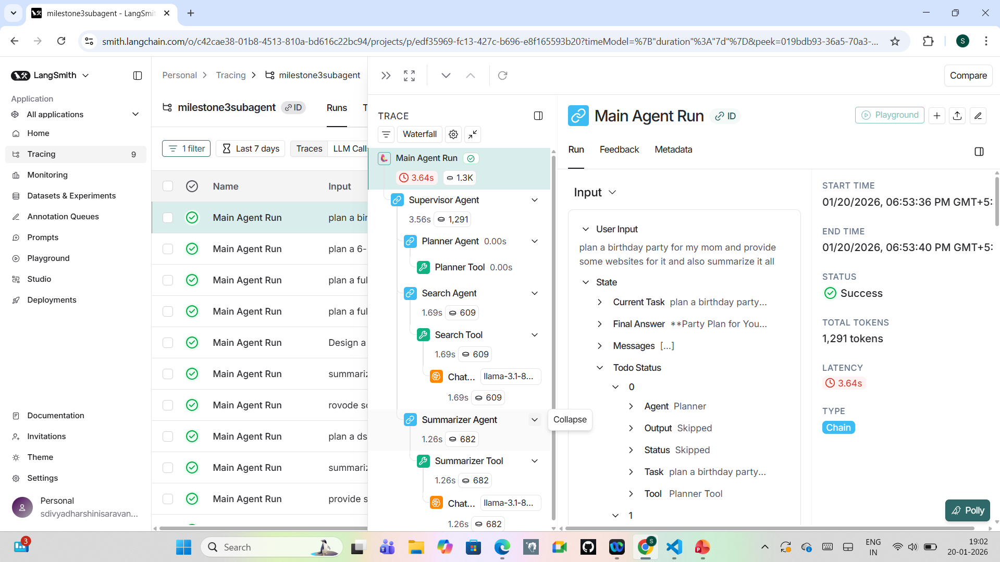 milestone3subagent - LangSmit
smith.langchain.com/o/c42cae38-01b8-4513-810a-bd616c22bc94/projects/p/edf35969-fc13-427c-b696-e8f165593b20?timeModel=%7B"duration"%3A"7d"%7D&peek=019bdb93-36a5-70a3-...
S
LangSmith
Application
All applications
Home
Tracing 9
Monitoring
Datasets & Experiments
Annotation Queues
Prompts
Playground
Studio
Deployments
Documentation
Invitations
Theme
Settings
Personal
sdivyadharshinisaravan...
Personal > Tracing > milestone3subagent
milestone3subagent ID Runs T
1 filter Last 7 days Traces LLM Call
Name Input
Main Agent Run plan a bir
Main Agent Run plan a 6-
Main Agent Run plan a ful
Main Agent Run plan a ful
Main Agent Run Design a
Main Agent Run summariz
Main Agent Run rovode so
Main Agent Run plan a ds
Main Agent Run summariz
Main Agent Run provide s
Compare
TRACE
Waterfall
Main Agent Run
3.64s 1.3K
Supervisor Agent
3.56s 1,291
Planner Agent 0.00s
Planner Tool 0.00s
Search Agent
1.69s 609
Search Tool
1.69s 609
Chat... llama-3.1-8...
1.69s 609
Summarizer Agent
Collapse
1.26s 682
Summarizer Tool
1.26s 682
Chat... llama-3.1-8...
1.26s 682
Main Agent Run ID
Playground
Run Feedback Metadata
Input
User Input
plan a birthday party for my mom and provide
some websites for it and also summarize it all
State
Current Task plan a birthday party...
Final Answer **Party Plan for You...
Messages [...]
Todo Status
0
Agent Planner
Output Skipped
Status Skipped
Task plan a birthday party...
Tool Planner Tool
1
START TIME
01/20/2026, 06:53:36 PM GMT+5:
END TIME
01/20/2026, 06:53:40 PM GMT+5:
STATUS
Success
TOTAL TOKENS
1,291 tokens
LATENCY
3.64s
TYPE
Chain
Polly
3
Search
S
ENG
IN
19:02
20-01-2026